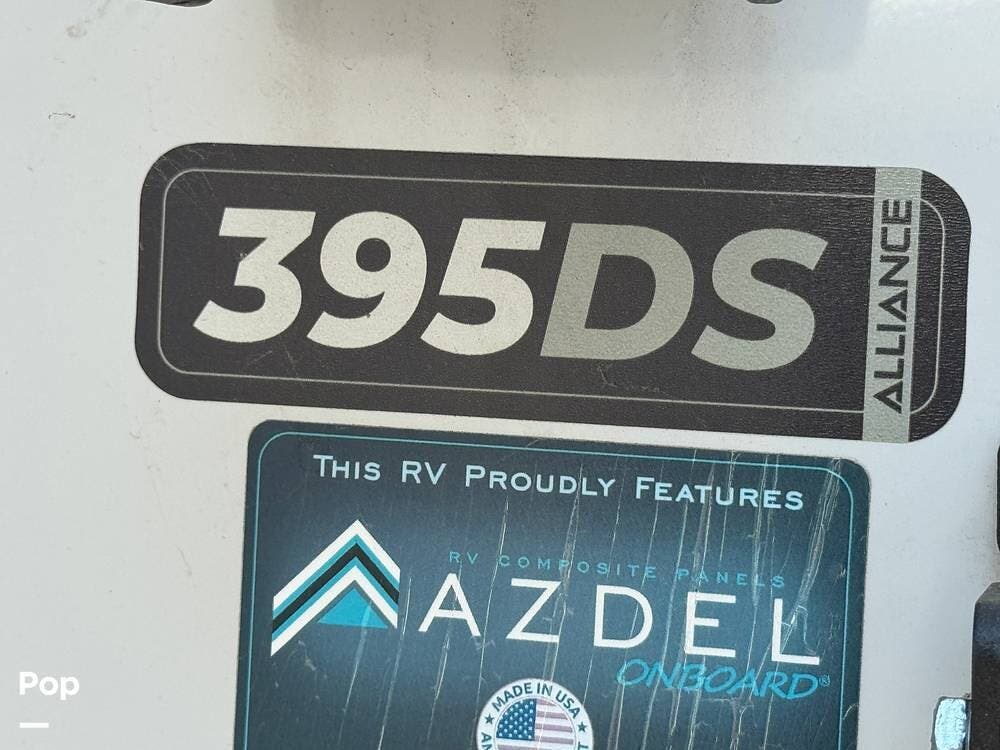 395DS
ALLIANCE
This RV Proudly Features
RV COMPOSITE PANELS
AZDEL
ONBOARD®
MADE IN USA
Pop